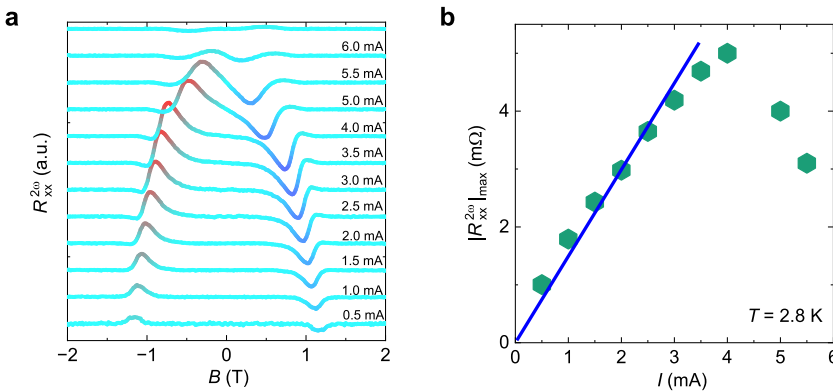 a
R_xx^2ω (a.u.)
6.0 mA
5.5 mA
5.0 mA
4.0 mA
3.5 mA
3.0 mA
2.5 mA
2.0 mA
1.5 mA
1.0 mA
0.5 mA
−2 −1 0 1 2
B (T)
b
|R_xx^2ω|_max (mΩ)
4
2
0
T = 2.8 K
0 1 2 3 4 5 6
I (mA)